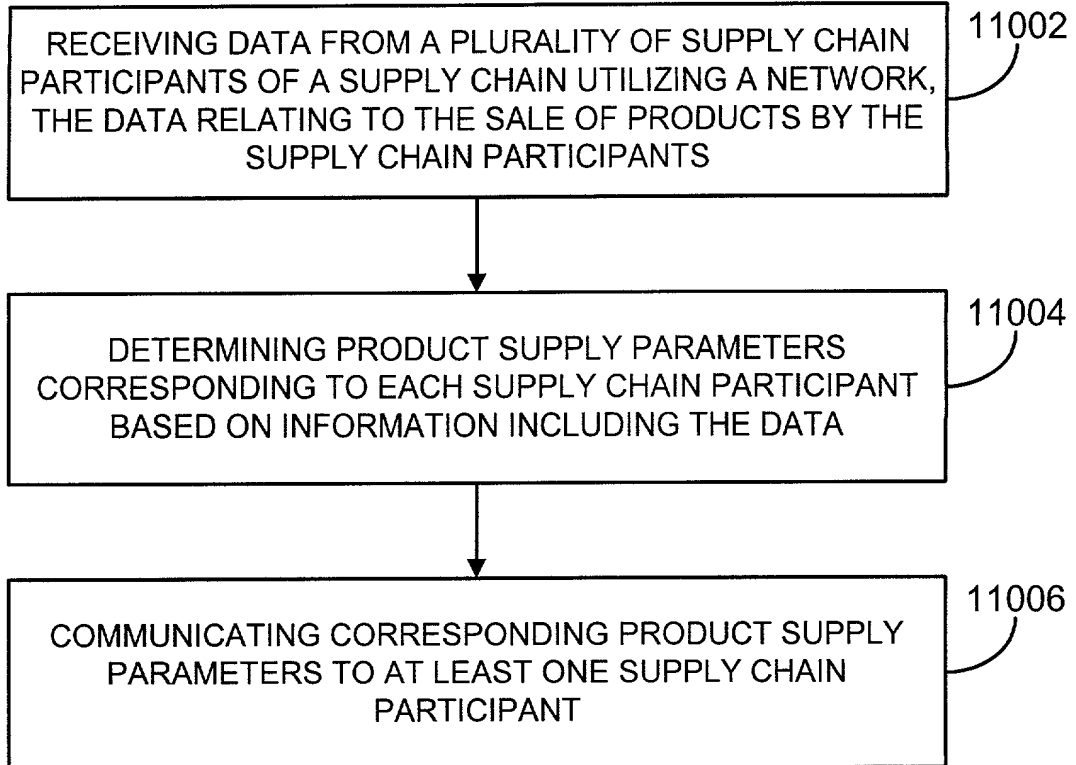 RECEIVING DATA FROM A PLURALITY OF SUPPLY CHAIN
PARTICIPANTS OF A SUPPLY CHAIN UTILIZING A NETWORK,
THE DATA RELATING TO THE SALE OF PRODUCTS BY THE
SUPPLY CHAIN PARTICIPANTS
11002
DETERMINING PRODUCT SUPPLY PARAMETERS
CORRESPONDING TO EACH SUPPLY CHAIN PARTICIPANT
BASED ON INFORMATION INCLUDING THE DATA
11004
COMMUNICATING CORRESPONDING PRODUCT SUPPLY
PARAMETERS TO AT LEAST ONE SUPPLY CHAIN
PARTICIPANT
11006